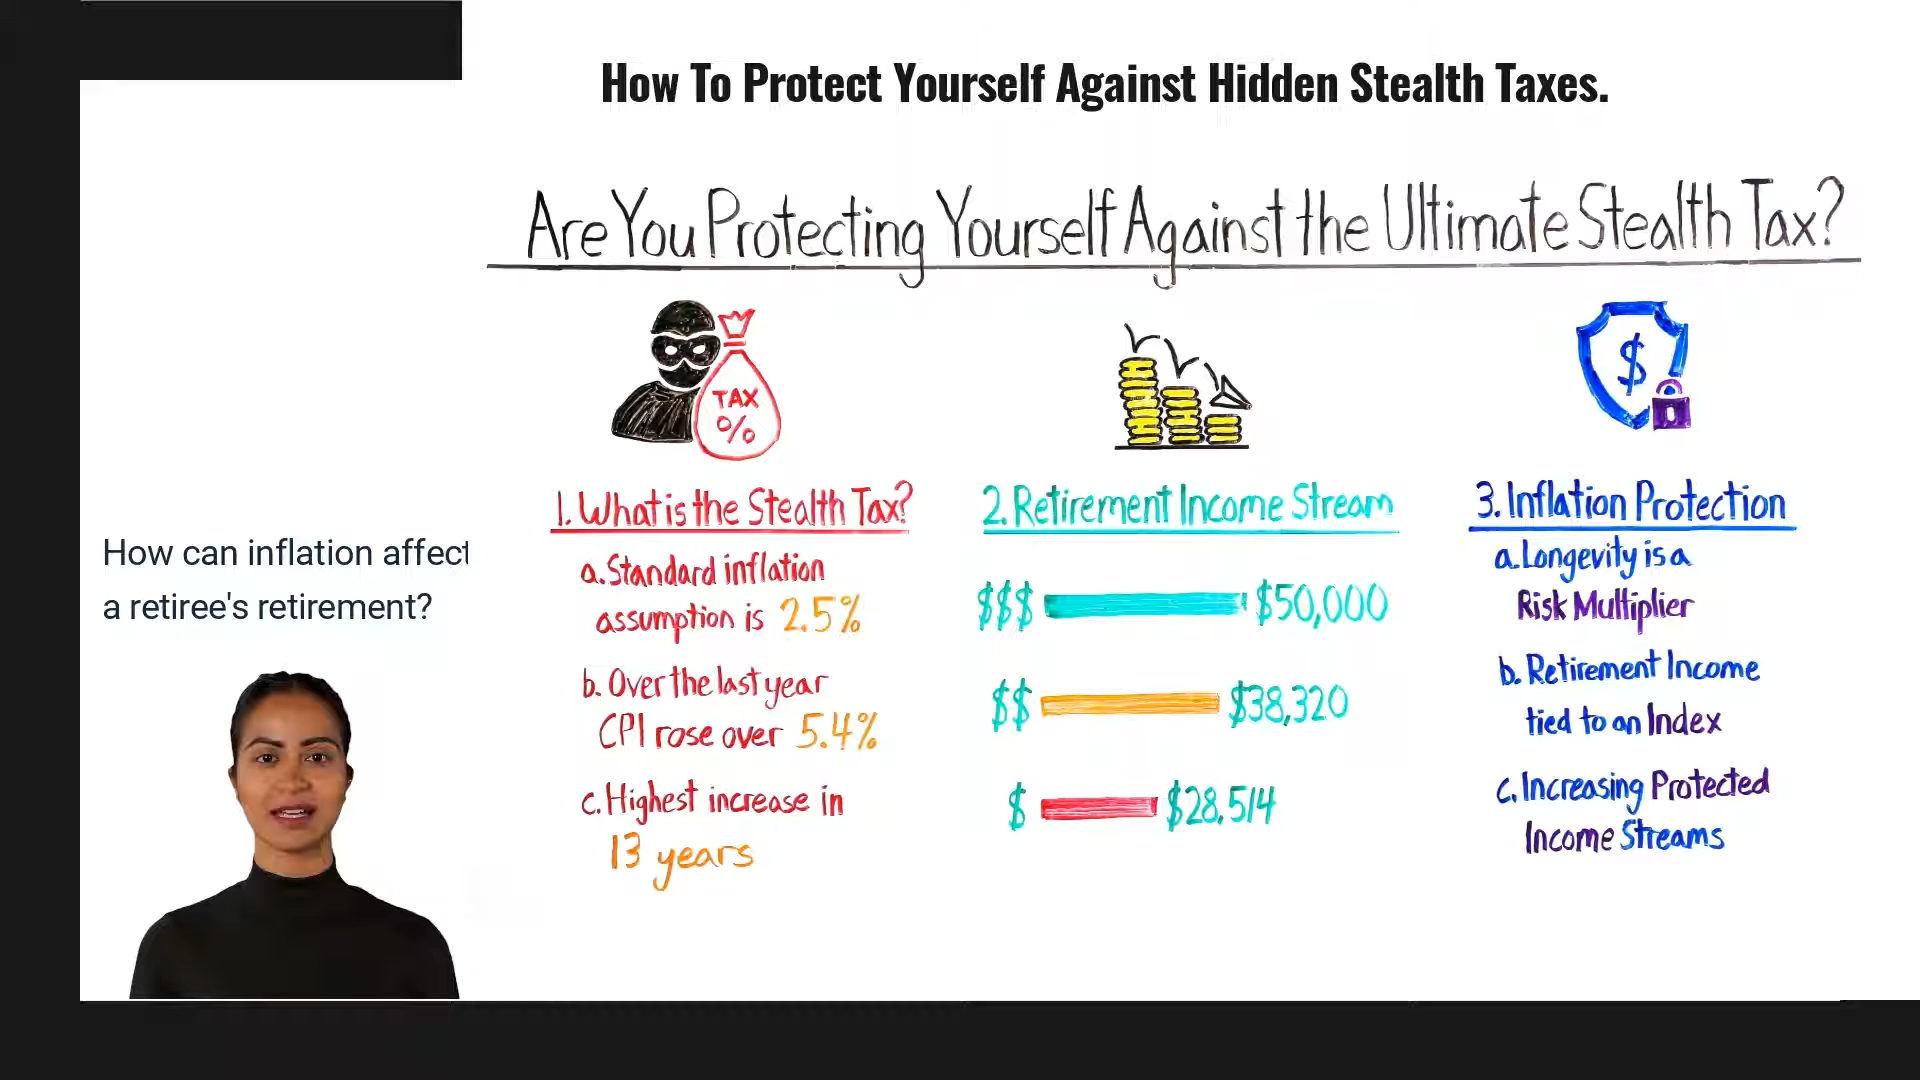 How To Protect Yourself Against Hidden Stealth Taxes.
Are You Protecting Yourself Against the Ultimate Stealth Tax?
TAX
%
$
How can inflation affect
a retiree's retirement?
1. What is the Stealth Tax?
a. Standard inflation
assumption is 2.5%
b. Over the last year
CPI rose over 5.4%
c. Highest increase in
13 years
2. Retirement Income Stream
$$$ $50,000
$$ $38,320
$ $28,514
3. Inflation Protection
a. Longevity is a
Risk Multiplier
b. Retirement Income
tied to an Index
c. Increasing Protected
Income Streams